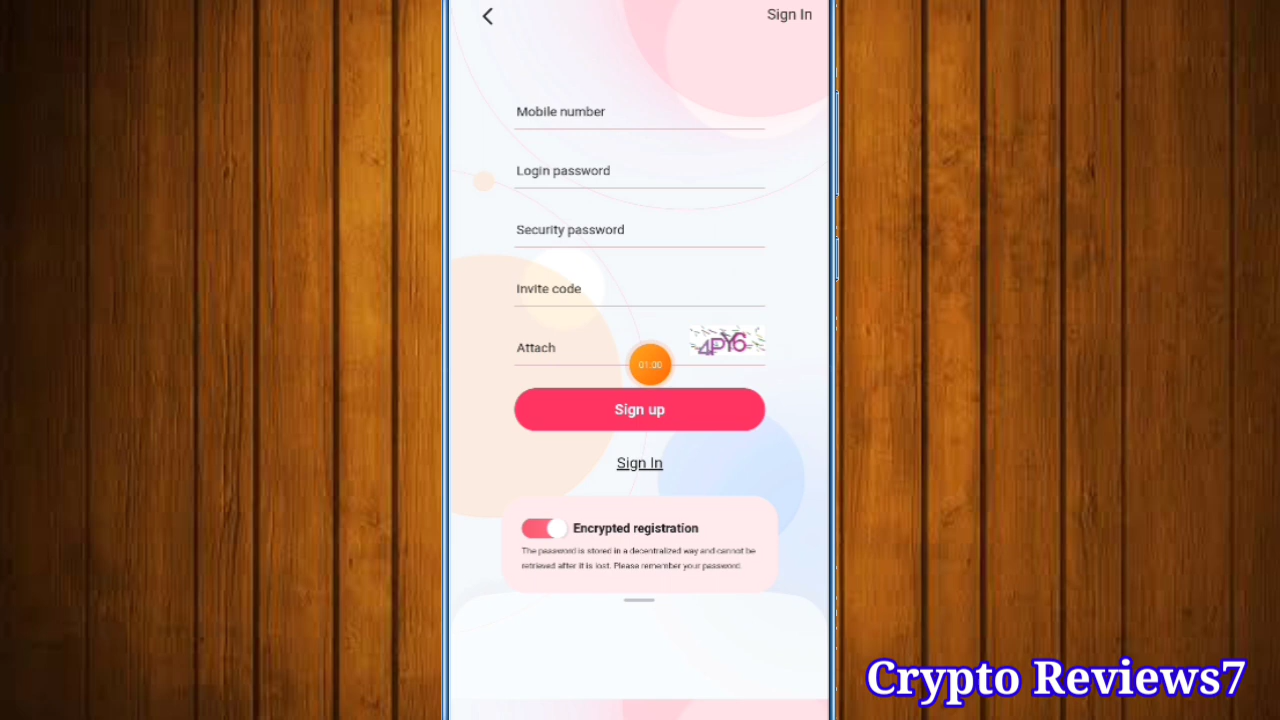 Sign In
Mobile number
Login password
Security password
Invite code
Attach
4PY6
01:00
Sign up
Sign In
Encrypted registration
The password is stored in a decentralized way and cannot be
retrieved after it is lost. Please remember your password.
Crypto Reviews7